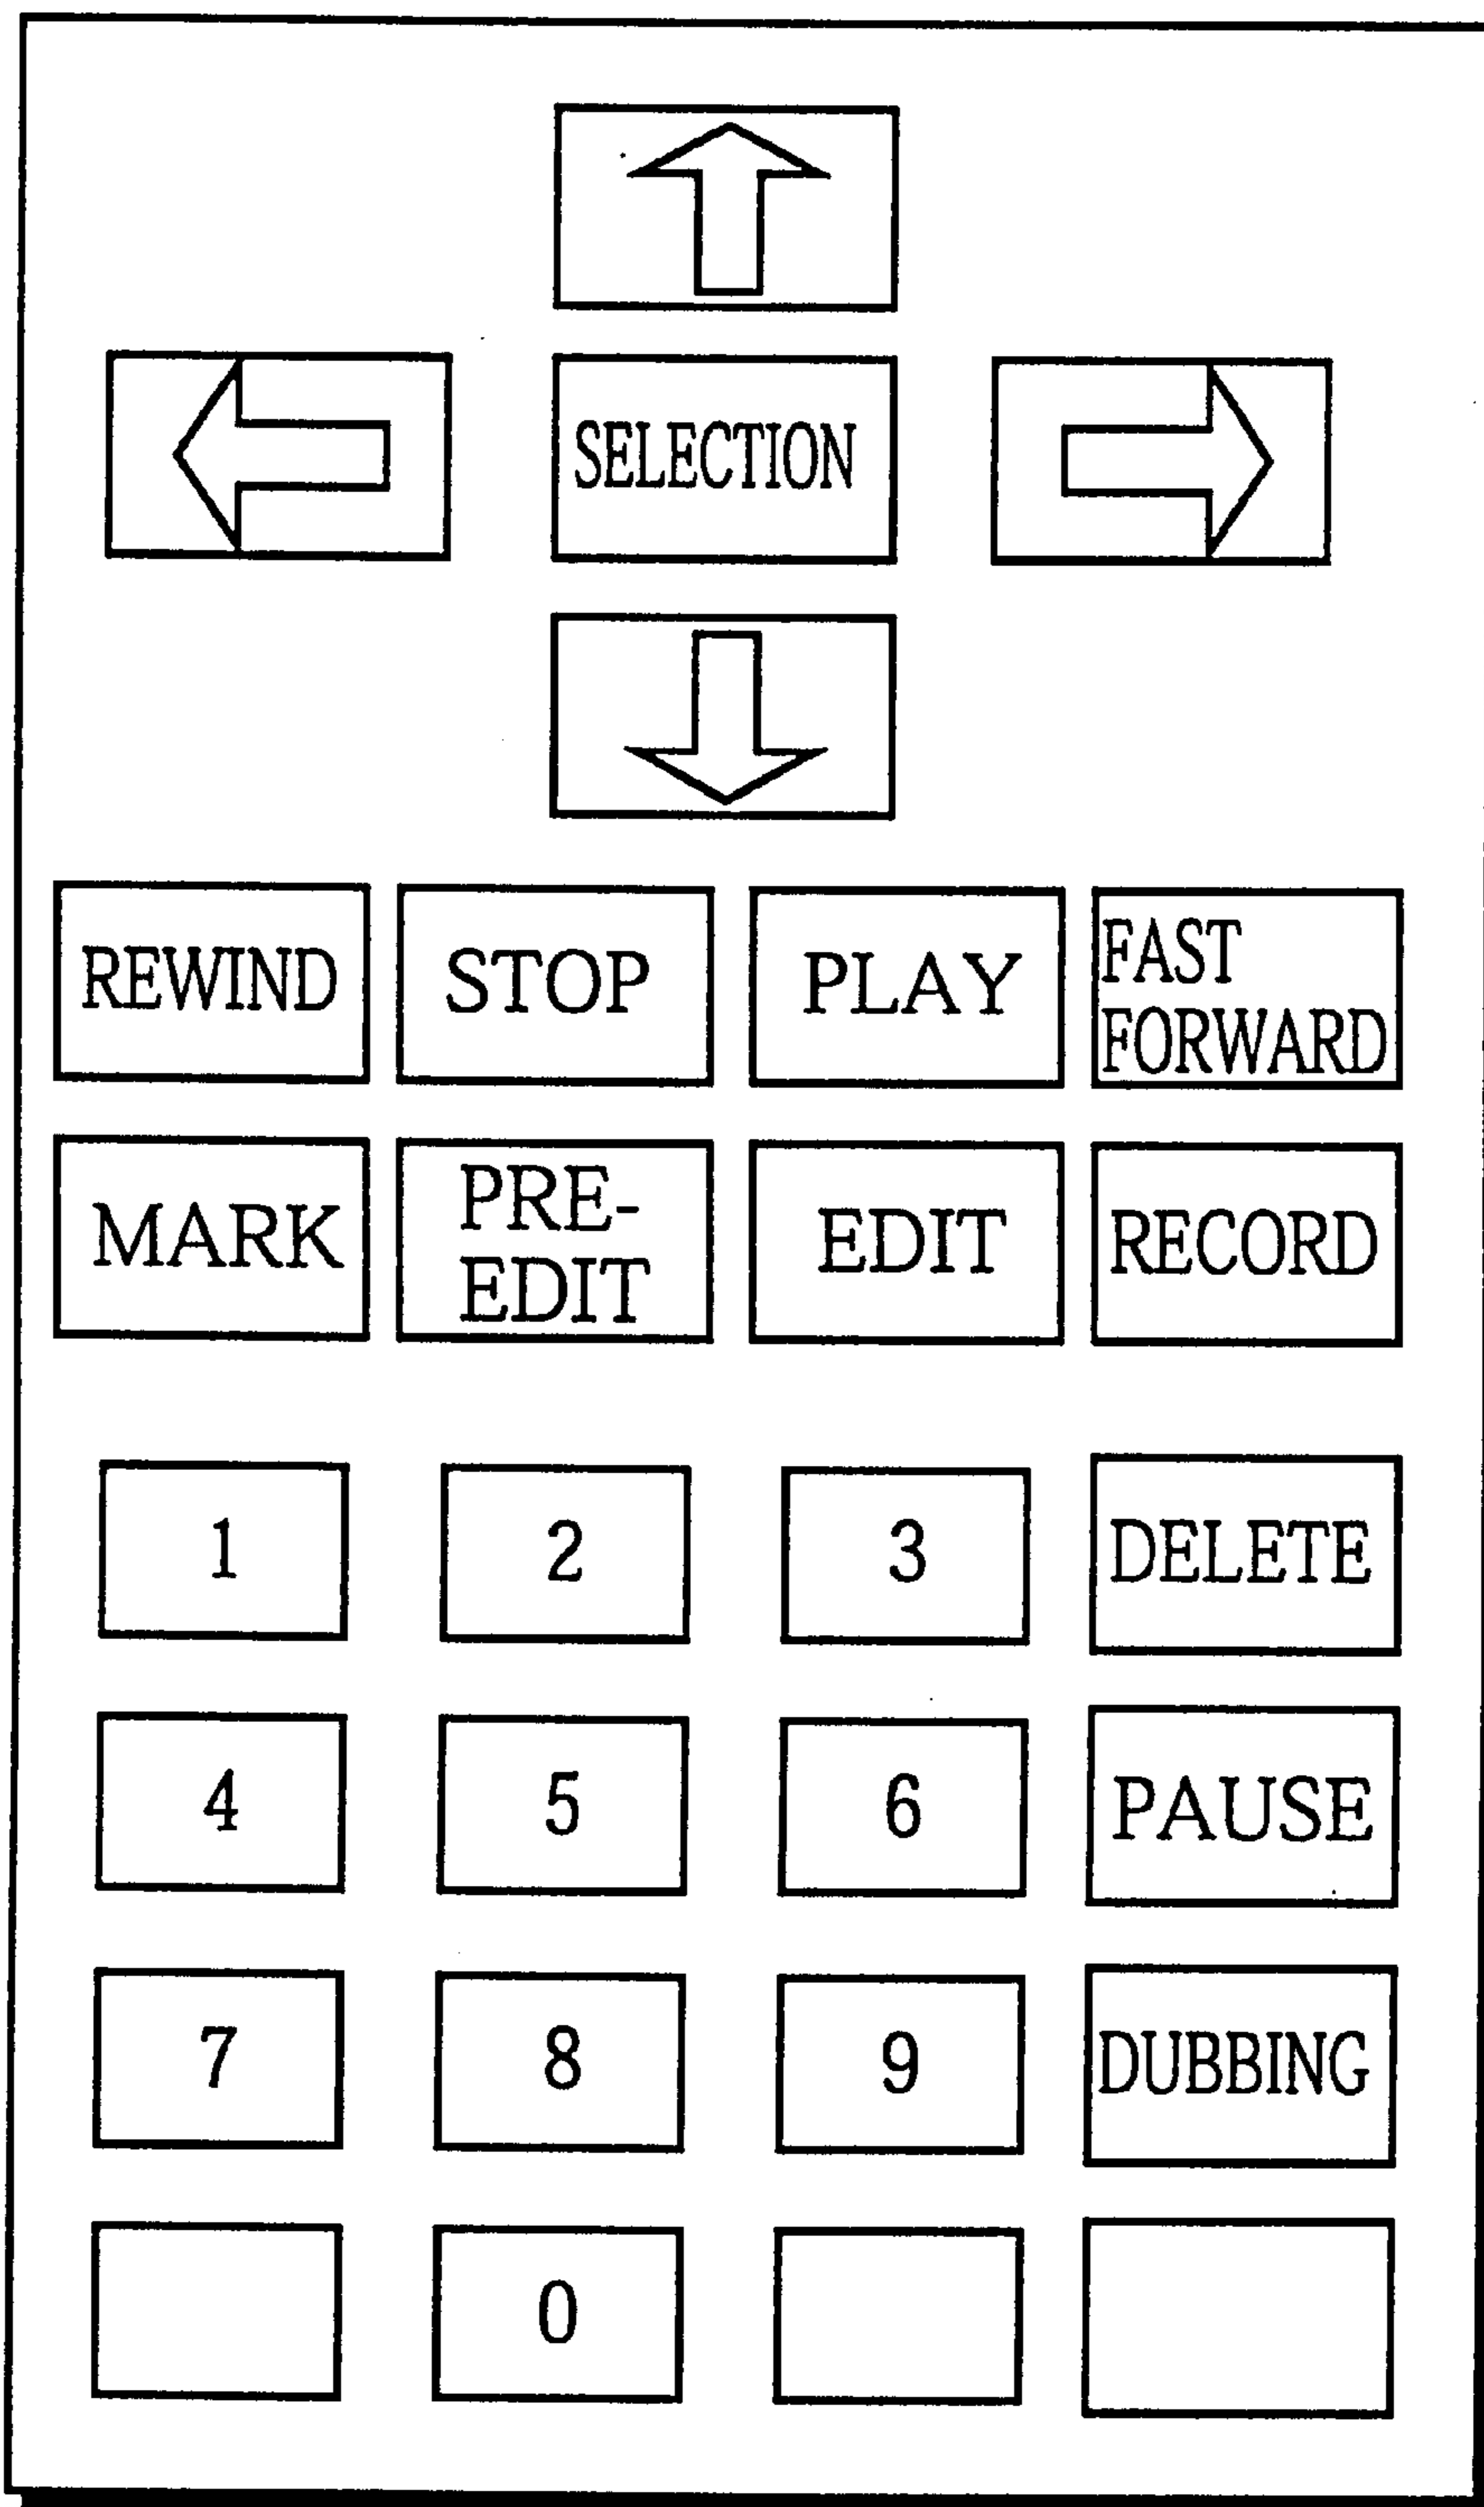 SELECTION
REWIND
STOP
PLAY
FAST
FORWARD
MARK
PRE-
EDIT
EDIT
RECORD
1
2
3
DELETE
4
5
6
PAUSE
7
8
9
DUBBING
0